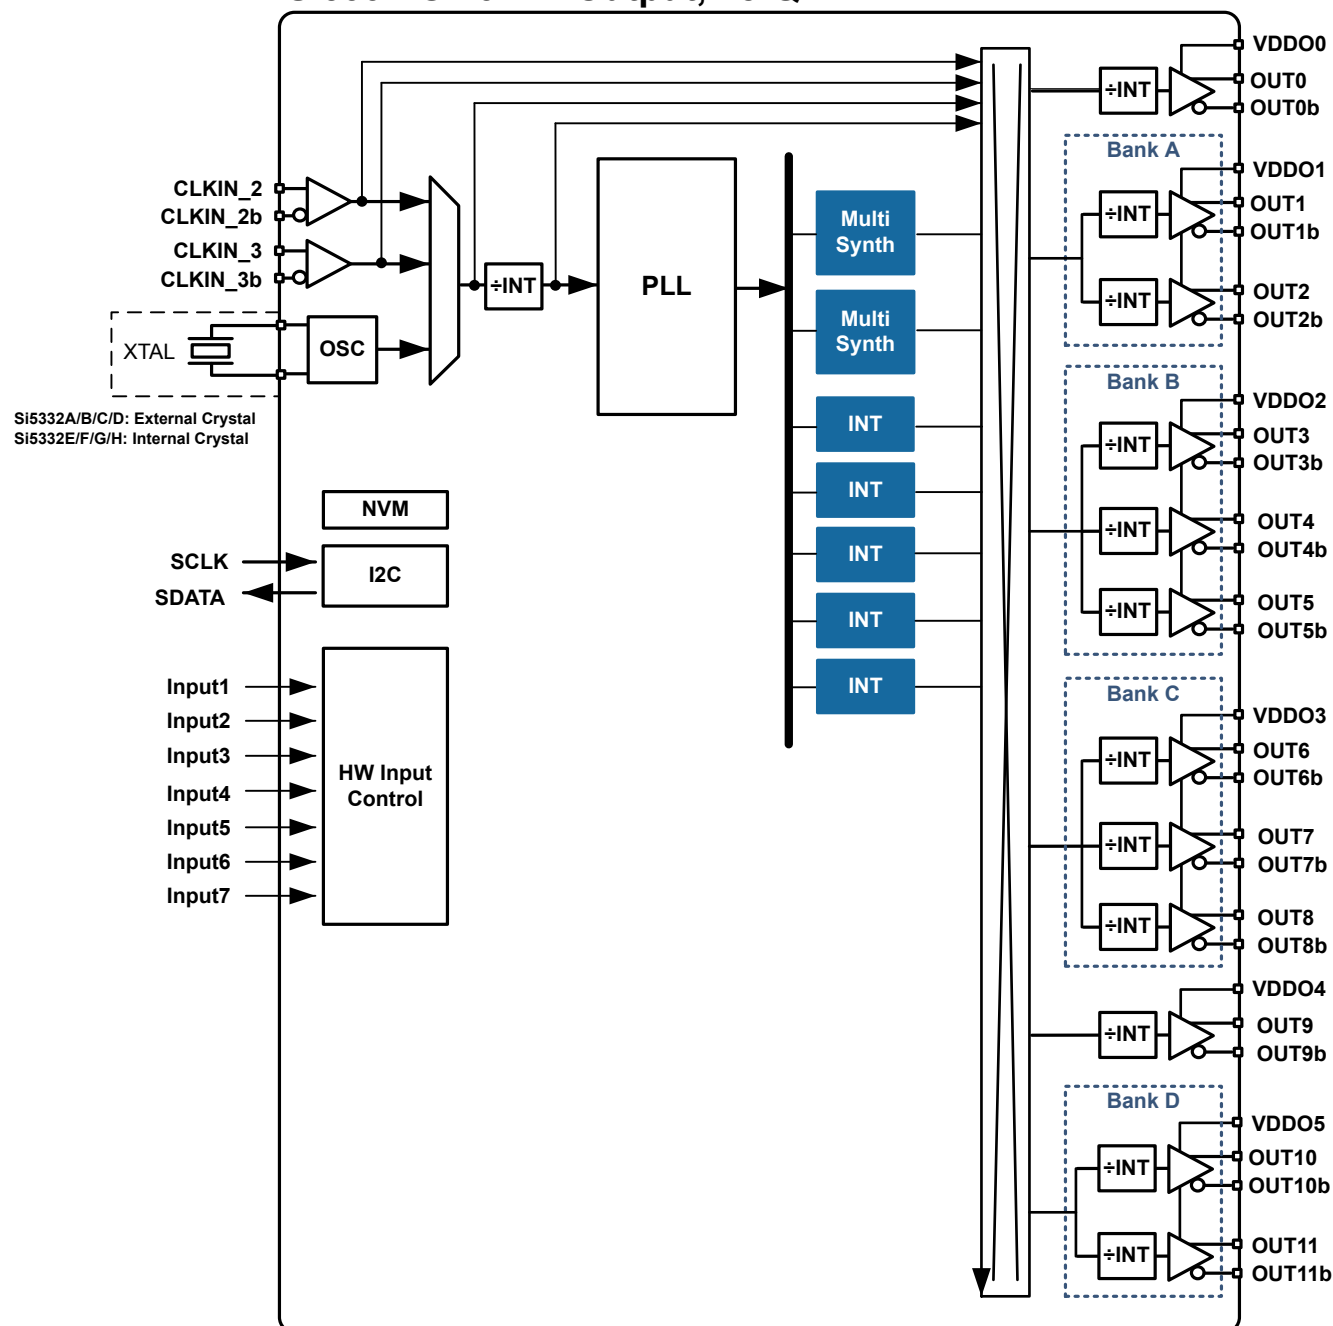 VDDO0
OUT0
÷INT
OUT0b
Bank A
VDDO1
OUT1
÷INT
OUT1b
OUT2
÷INT
OUT2b
CLKIN_2
CLKIN_2b
CLKIN_3
CLKIN_3b
÷INT
PLL
Multi
Synth
Multi
Synth
XTAL
OSC
Si5332A/B/C/D: External Crystal
Si5332E/F/G/H: Internal Crystal
INT
INT
INT
INT
INT
Bank B
VDDO2
OUT3
÷INT
OUT3b
OUT4
÷INT
OUT4b
OUT5
÷INT
OUT5b
NVM
SCLK
I2C
SDATA
Input1
Input2
Input3
Input4
Input5
Input6
Input7
HW Input
Control
Bank C
VDDO3
OUT6
÷INT
OUT6b
OUT7
÷INT
OUT7b
OUT8
÷INT
OUT8b
VDDO4
OUT9
÷INT
OUT9b
Bank D
VDDO5
OUT10
÷INT
OUT10b
OUT11
÷INT
OUT11b